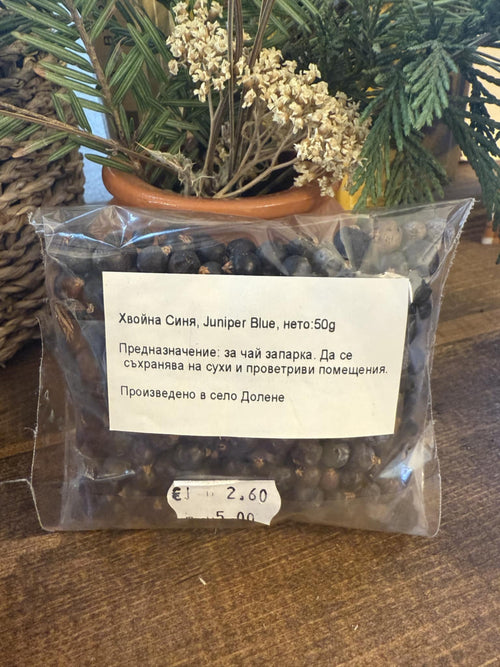 Хвойна Синя, Juniper Blue, нето:50g
Предназначение: за чай запарка. Да се
съхранява на сухи и проветриви помещения.
Произведено в село Долене
€ 2.60
5.00